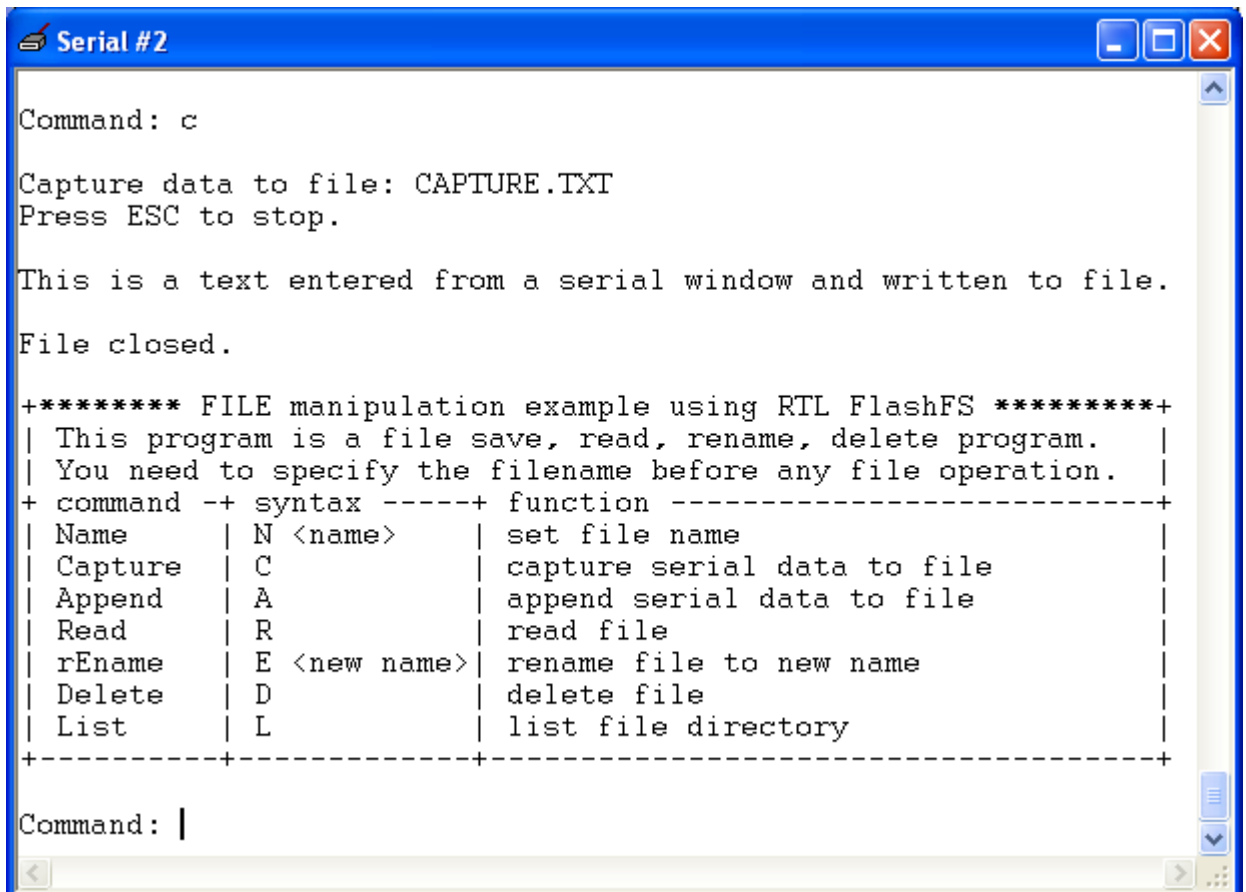 Serial #2
Command: c
Capture data to file: CAPTURE.TXT
Press ESC to stop.
This is a text entered from a serial window and written to file.
File closed.
+******** FILE manipulation example using RTL FlashFS *********+
| This program is a file save, read, rename, delete program.   |
| You need to specify the filename before any file operation.  |
+ command -+ syntax -----+ function ---------------------------+
| Name     | N <name>    | set file name                       |
| Capture  | C           | capture serial data to file         |
| Append   | A           | append serial data to file          |
| Read     | R           | read file                           |
| rEname   | E <new name>| rename file to new name             |
| Delete   | D           | delete file                         |
| List     | L           | list file directory                 |
+----------+-------------+-------------------------------------+
Command: